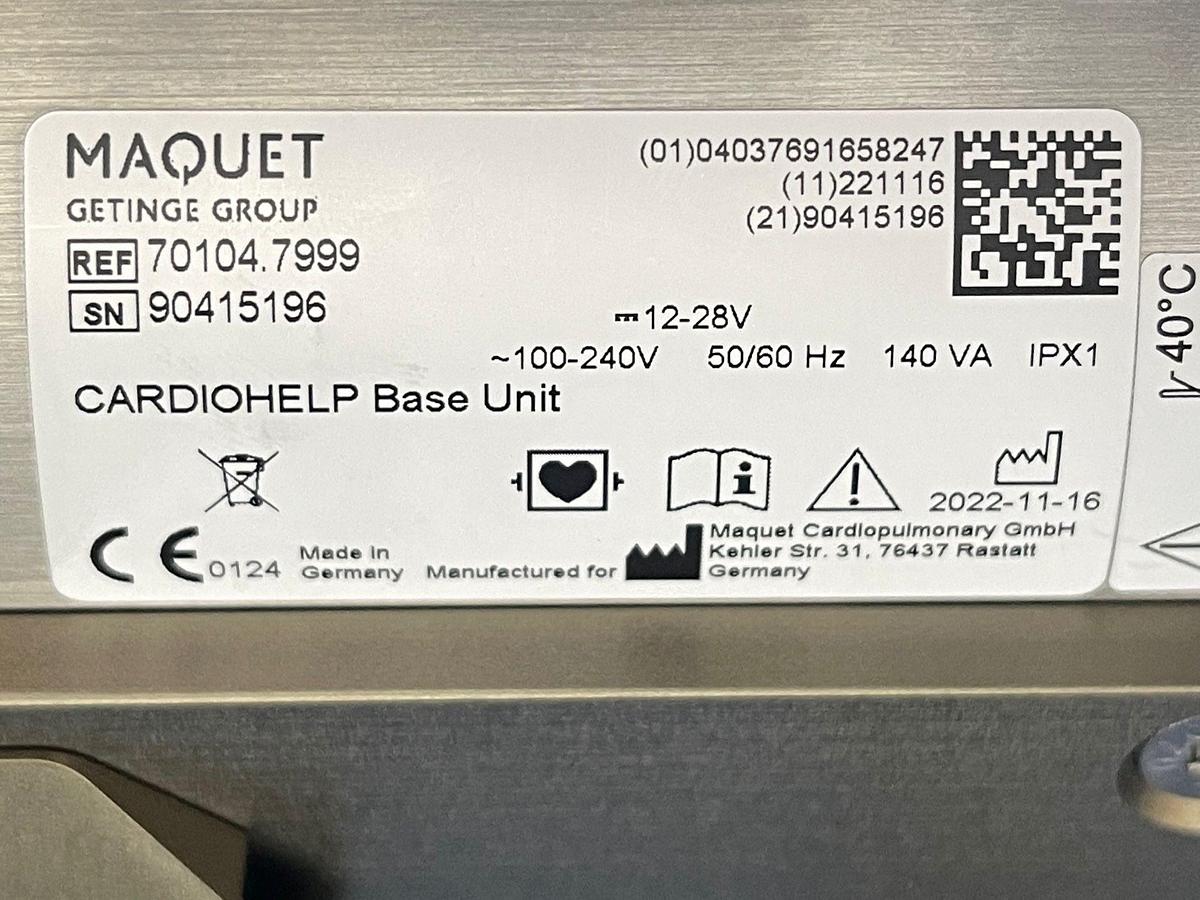 MAQUET
GETINGE GROUP
REF 70104.7999
SN 90415196
(01)04037691658247
(11)221116
(21)90415196
12-28V
~100-240V 50/60 Hz 140 VA IPX1
CARDIOHELP Base Unit
2022-11-16
CE 0124
Made in
Germany
Manufactured for
Maquet Cardiopulmonary GmbH
Kehler Str. 31, 76437 Rastatt
Germany
40°C